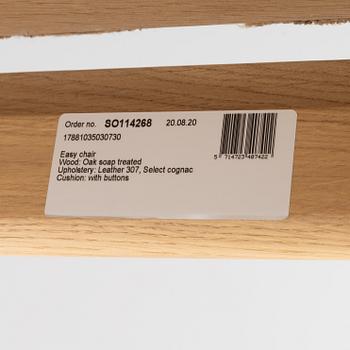 Order no. SO114268 20.08.20
17881035030730
5 714723 487422
Easy chair
Wood: Oak soap treated
Upholstery: Leather 307, Select cognac
Cushion: with buttons